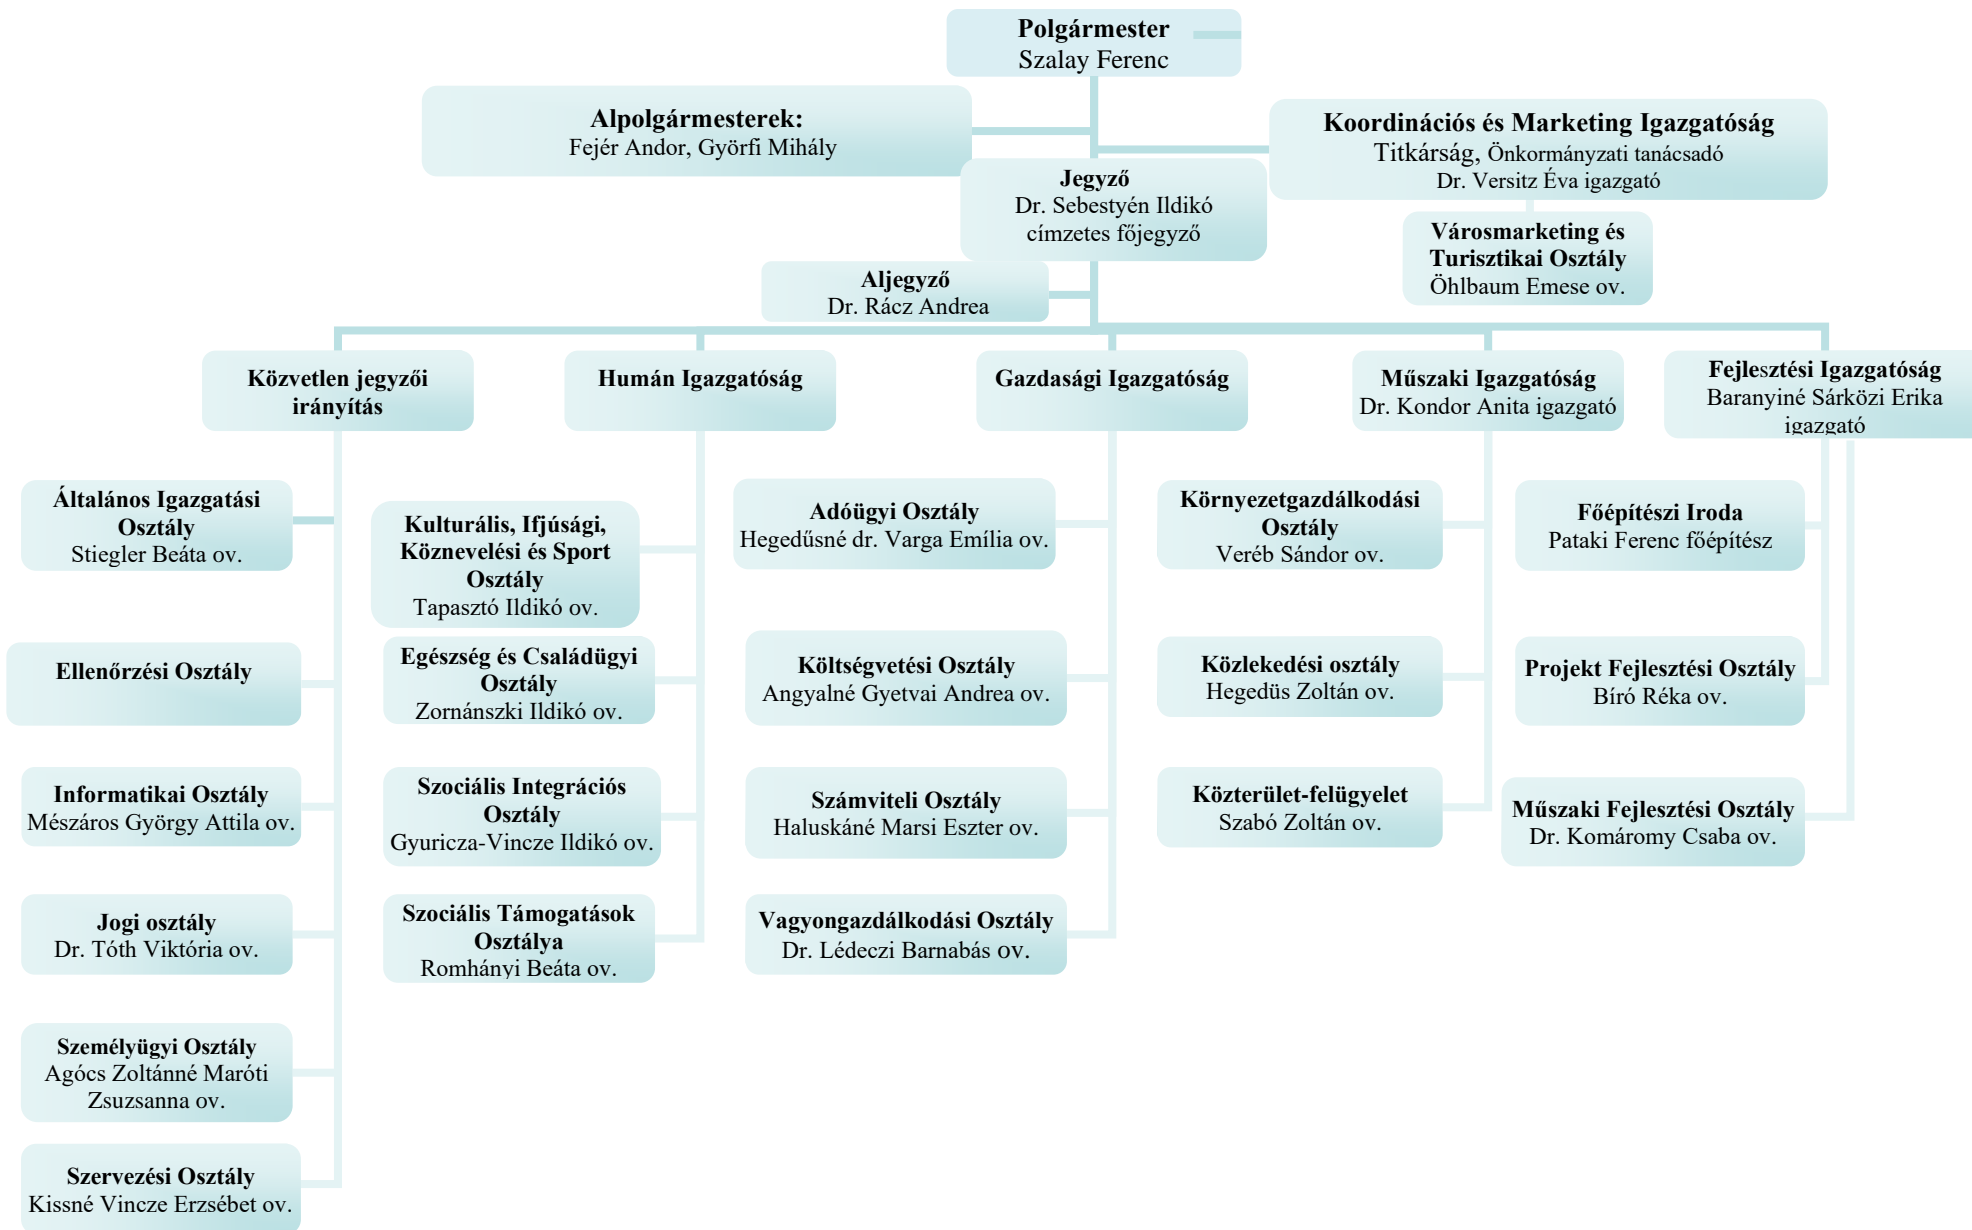 Polgármester
Szalay Ferenc
Alpolgármesterek:
Fejér Andor, Györfi Mihály
Koordinációs és Marketing Igazgatóság
Titkárság, Önkormányzati tanácsadó
Dr. Versitz Éva igazgató
Jegyző
Dr. Sebestyén Ildikó
címzetes főjegyző
Városmarketing és
Turisztikai Osztály
Öhlbaum Emese ov.
Aljegyző
Dr. Rácz Andrea
Közvetlen jegyzői
irányítás
Humán Igazgatóság
Gazdasági Igazgatóság
Műszaki Igazgatóság
Dr. Kondor Anita igazgató
Fejlesztési Igazgatóság
Baranyiné Sárközi Erika
igazgató
Általános Igazgatási
Osztály
Stiegler Beáta ov.
Ellenőrzési Osztály
Informatikai Osztály
Mészáros György Attila ov.
Jogi osztály
Dr. Tóth Viktória ov.
Személyügyi Osztály
Agócs Zoltánné Maróti
Zsuzsanna ov.
Szervezési Osztály
Kissné Vincze Erzsébet ov.
Kulturális, Ifjúsági,
Köznevelési és Sport
Osztály
Tapasztó Ildikó ov.
Egészség és Családügyi
Osztály
Zornánszki Ildikó ov.
Szociális Integrációs
Osztály
Gyuricza-Vincze Ildikó ov.
Szociális Támogatások
Osztálya
Romhányi Beáta ov.
Adóügyi Osztály
Hegedűsné dr. Varga Emília ov.
Költségvetési Osztály
Angyalné Gyetvai Andrea ov.
Számviteli Osztály
Haluskáné Marsi Eszter ov.
Vagyongazdálkodási Osztály
Dr. Lédeczi Barnabás ov.
Környezetgazdálkodási
Osztály
Veréb Sándor ov.
Közlekedési osztály
Hegedüs Zoltán ov.
Közterület-felügyelet
Szabó Zoltán ov.
Főépítészi Iroda
Pataki Ferenc főépítész
Projekt Fejlesztési Osztály
Bíró Réka ov.
Műszaki Fejlesztési Osztály
Dr. Komáromy Csaba ov.